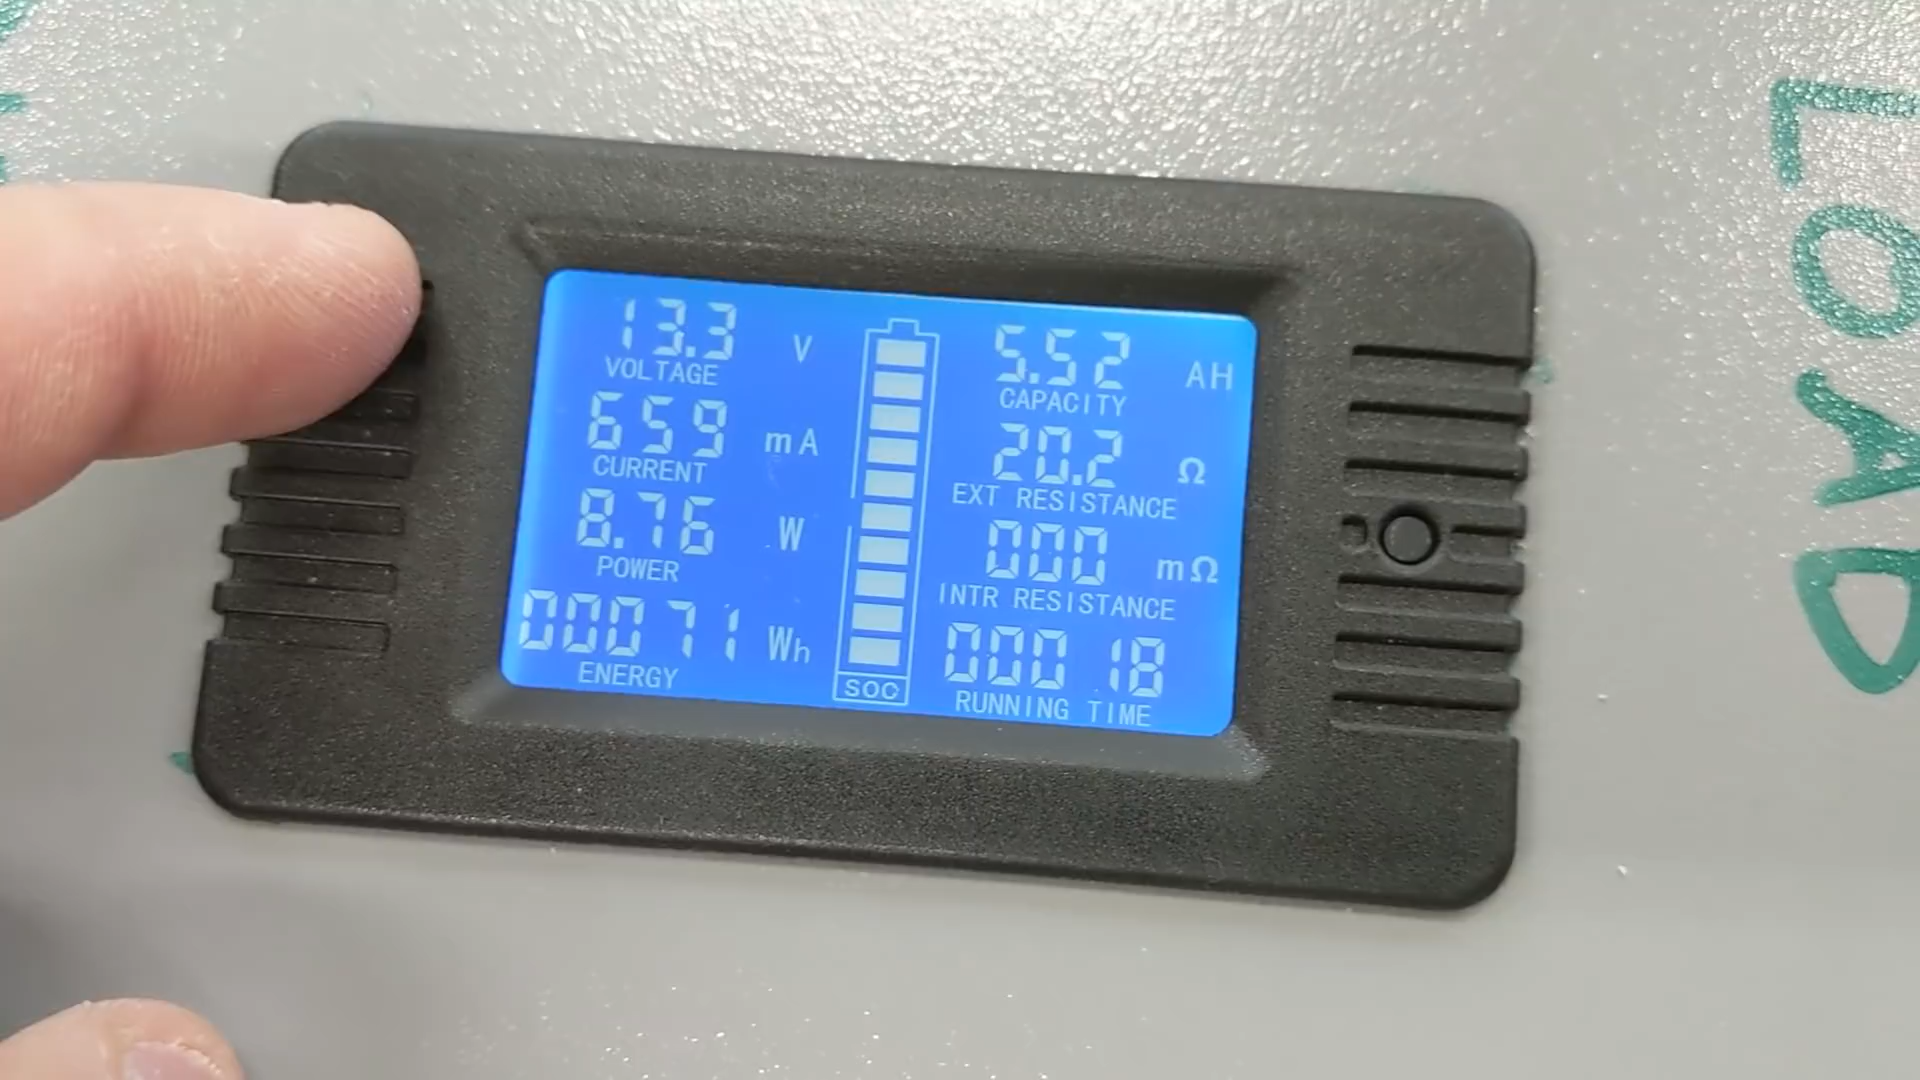 13.3 V
VOLTAGE
659 mA
CURRENT
8.76 W
POWER
00071 Wh
ENERGY
SOC
5.52 AH
CAPACITY
20.2 Ω
EXT RESISTANCE
000 mΩ
INTR RESISTANCE
00018
RUNNING TIME
LOAD